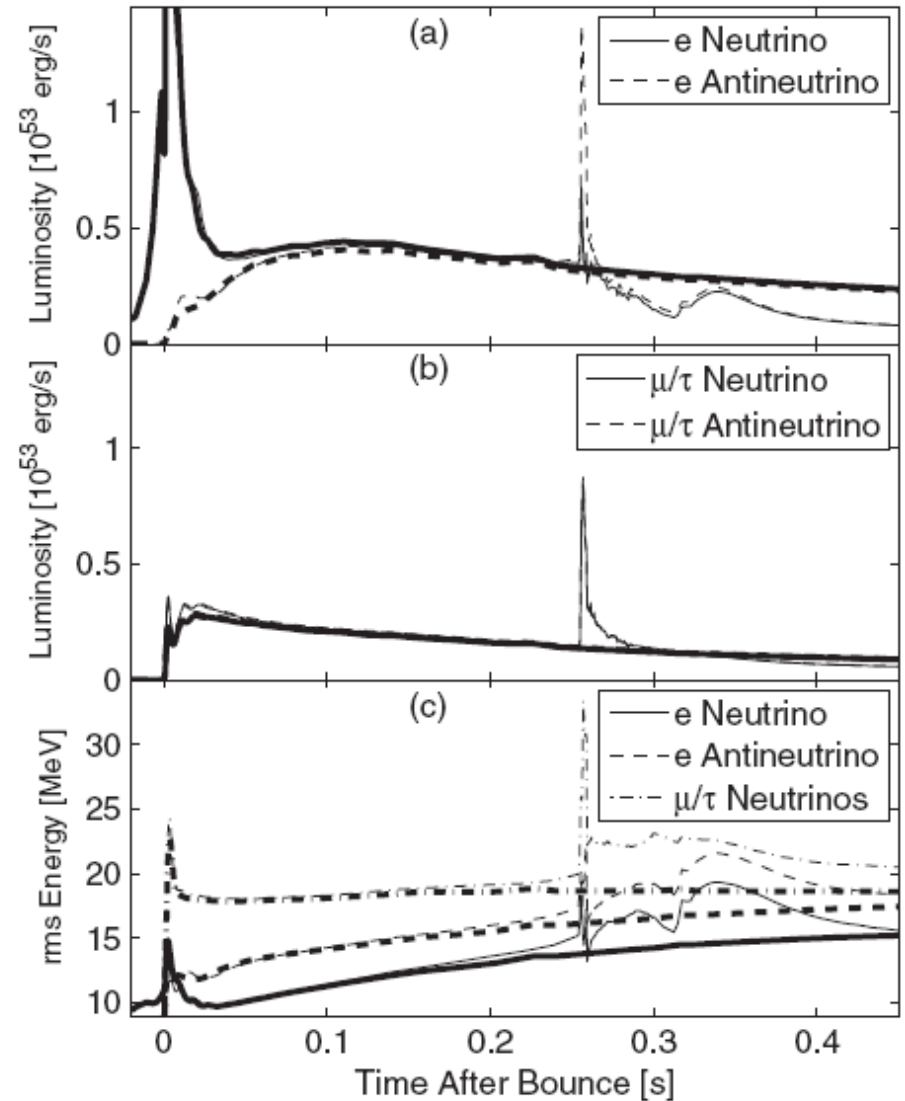 (a)
e Neutrino
e Antineutrino
Luminosity [10^53 erg/s]
1
0.5
0
(b)
μ/τ Neutrino
μ/τ Antineutrino
Luminosity [10^53 erg/s]
1
0.5
0
(c)
e Neutrino
e Antineutrino
μ/τ Neutrinos
rms Energy [MeV]
30
25
20
15
10
0 0.1 0.2 0.3 0.4
Time After Bounce [s]